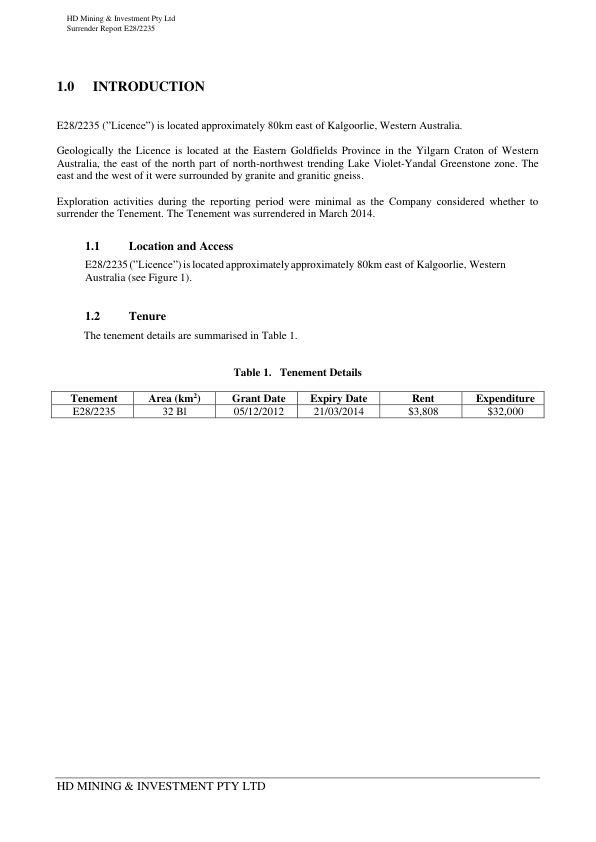 HD Mining & Investment Pty Ltd
Surrender Report E28/2235
1.0 INTRODUCTION
E28/2235 (”Licence”) is located approximately 80km east of Kalgoorlie, Western Australia.
Geologically the Licence is located at the Eastern Goldfields Province in the Yilgarn Craton of Western
Australia, the east of the north part of north-northwest trending Lake Violet-Yandal Greenstone zone. The
east and the west of it were surrounded by granite and granitic gneiss.
Exploration activities during the reporting period were minimal as the Company considered whether to
surrender the Tenement. The Tenement was surrendered in March 2014.
1.1 Location and Access
E28/2235 (”Licence”) is located approximately approximately 80km east of Kalgoorlie, Western
Australia (see Figure 1).
1.2 Tenure
The tenement details are summarised in Table 1.
Table 1. Tenement Details
Tenement Area (km²) Grant Date Expiry Date Rent Expenditure
E28/2235 32 Bl 05/12/2012 21/03/2014 $3,808 $32,000
HD MINING & INVESTMENT PTY LTD